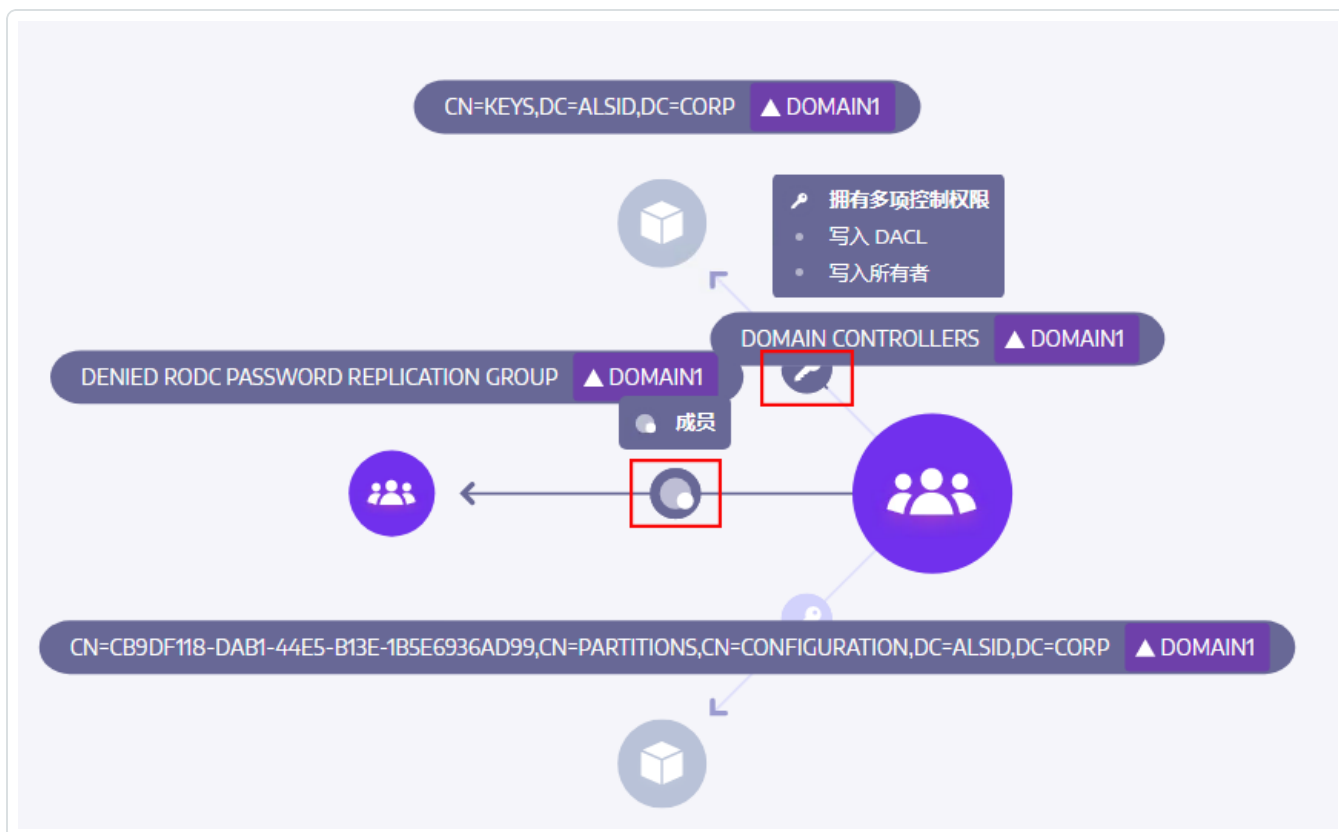 CN=KEYS,DC=ALSID,DC=CORP DOMAIN1
拥有多项控制权限
写入 DACL
写入所有者
DOMAIN CONTROLLERS DOMAIN1
DENIED RODC PASSWORD REPLICATION GROUP DOMAIN1
成员
CN=CB9DF118-DAB1-44E5-B13E-1B5E6936AD99,CN=PARTITIONS,CN=CONFIGURATION,DC=ALSID,DC=CORP DOMAIN1